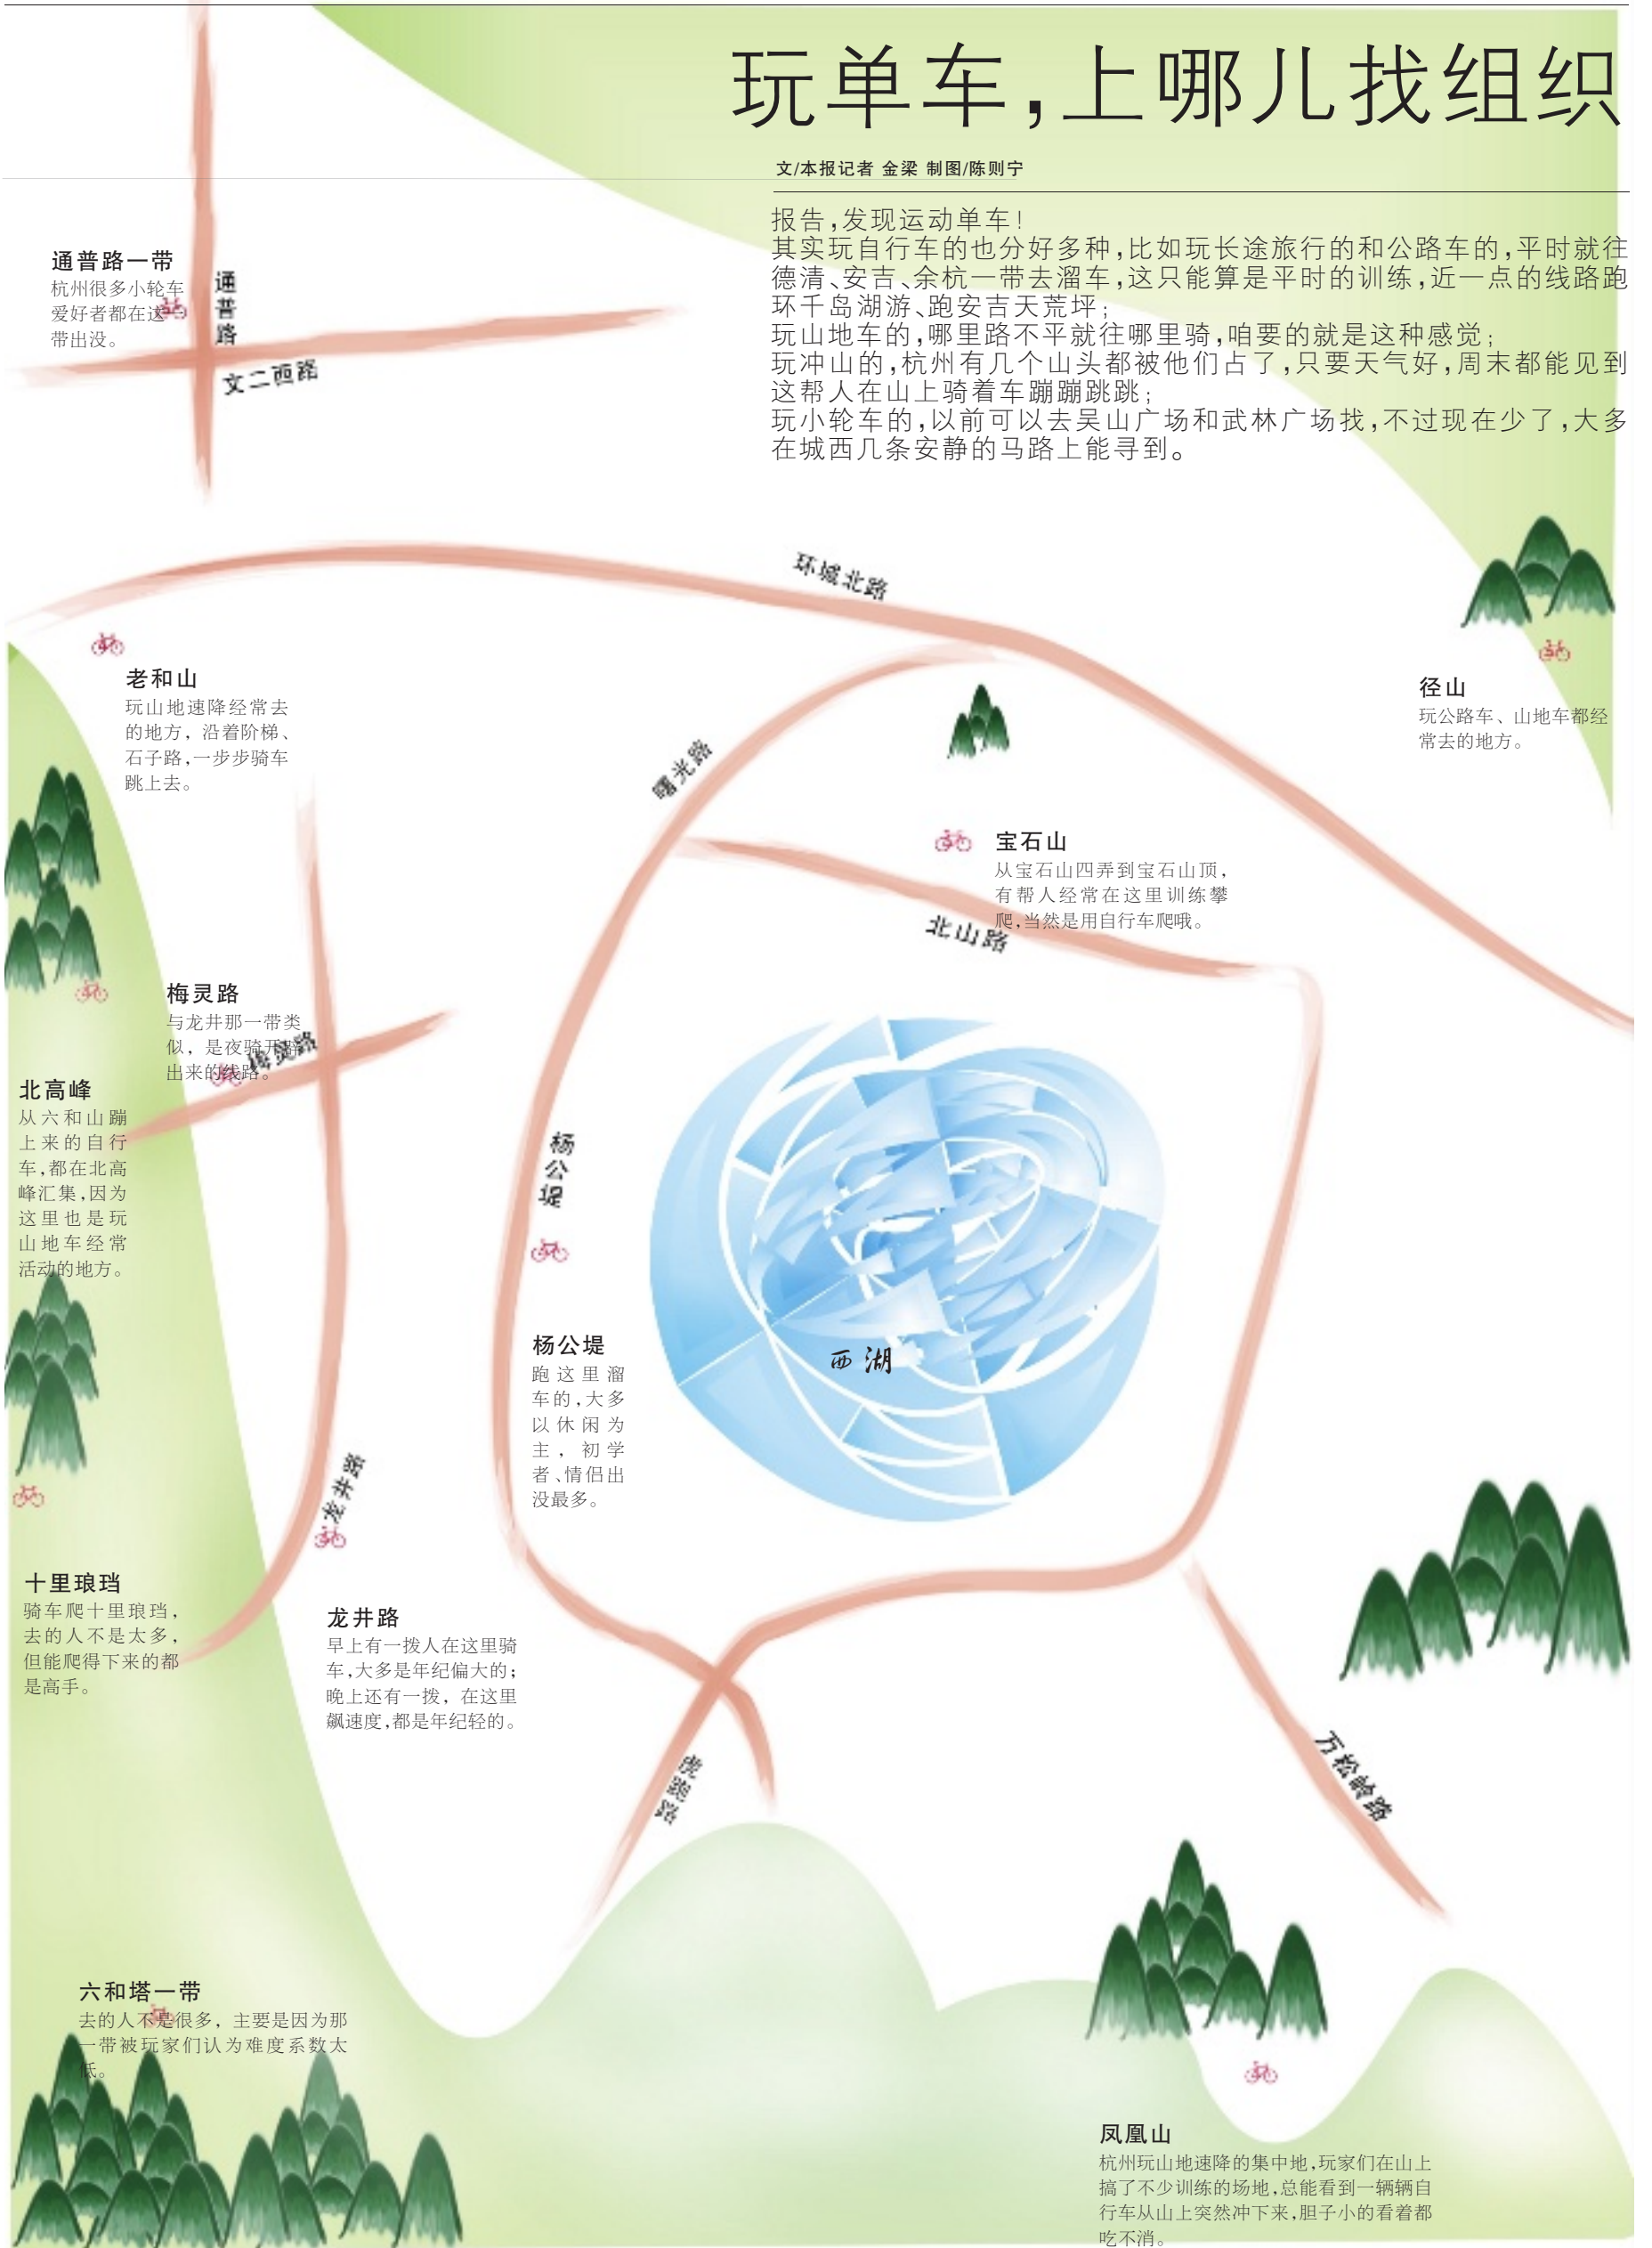 玩单车,上哪儿找组织
文/本报记者 金梁 制图/陈则宁
报告,发现运动单车!
其实玩自行车的也分好多种,比如玩长途旅行的和公路车的,平时就往
德清、安吉、余杭一带去溜车,这只能算是平时的训练,近一点的线路跑
环千岛湖游、跑安吉天荒坪;
玩山地车的,哪里路不平就往哪里骑,咱要的就是这种感觉;
玩冲山的,杭州有几个山头都被他们占了,只要天气好,周末都能见到
这帮人在山上骑着车蹦蹦跳跳;
玩小轮车的,以前可以去吴山广场和武林广场找,不过现在少了,大多
在城西几条安静的马路上能寻到。
通普路一带
杭州很多小轮车
爱好者都在这一
带出没。
通普路
文二西路
环城北路
老和山
玩山地速降经常去
的地方，沿着阶梯、
石子路,一步步骑车
跳上去。
径山
玩公路车、山地车都经
常去的地方。
曙光路
宝石山
从宝石山四弄到宝石山顶,
有帮人经常在这里训练攀
爬,当然是用自行车爬哦。
北山路
梅灵路
与龙井那一带类
似，是夜骑开辟
出来的线路。
梅灵路
北高峰
从六和山蹦
上来的自行
车,都在北高
峰汇集,因为
这里也是玩
山地车经常
活动的地方。
杨公堤
杨公堤
跑这里溜
车的,大多
以休闲为
主，初学
者、情侣出
没最多。
西湖
龙井路
十里琅珰
骑车爬十里琅珰,
去的人不是太多,
但能爬得下来的都
是高手。
龙井路
早上有一拨人在这里骑
车,大多是年纪偏大的;
晚上还有一拨，在这里
飙速度,都是年纪轻的。
虎跑路
万松岭路
六和塔一带
去的人不是很多，主要是因为那
一带被玩家们认为难度系数太
低。
凤凰山
杭州玩山地速降的集中地,玩家们在山上
搞了不少训练的场地,总能看到一辆辆自
行车从山上突然冲下来,胆子小的看着都
吃不消。